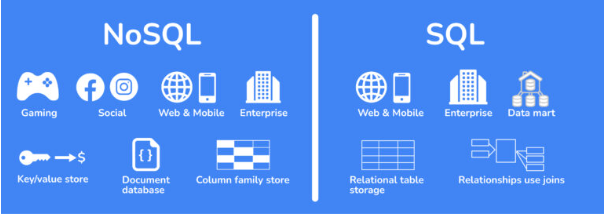 NoSQL
Gaming
Social
Web & Mobile
Enterprise
$
{ }
Key/value store
Document
database
Column family store
SQL
Web & Mobile
Enterprise
Data mart
Relational table
storage
Relationships use joins